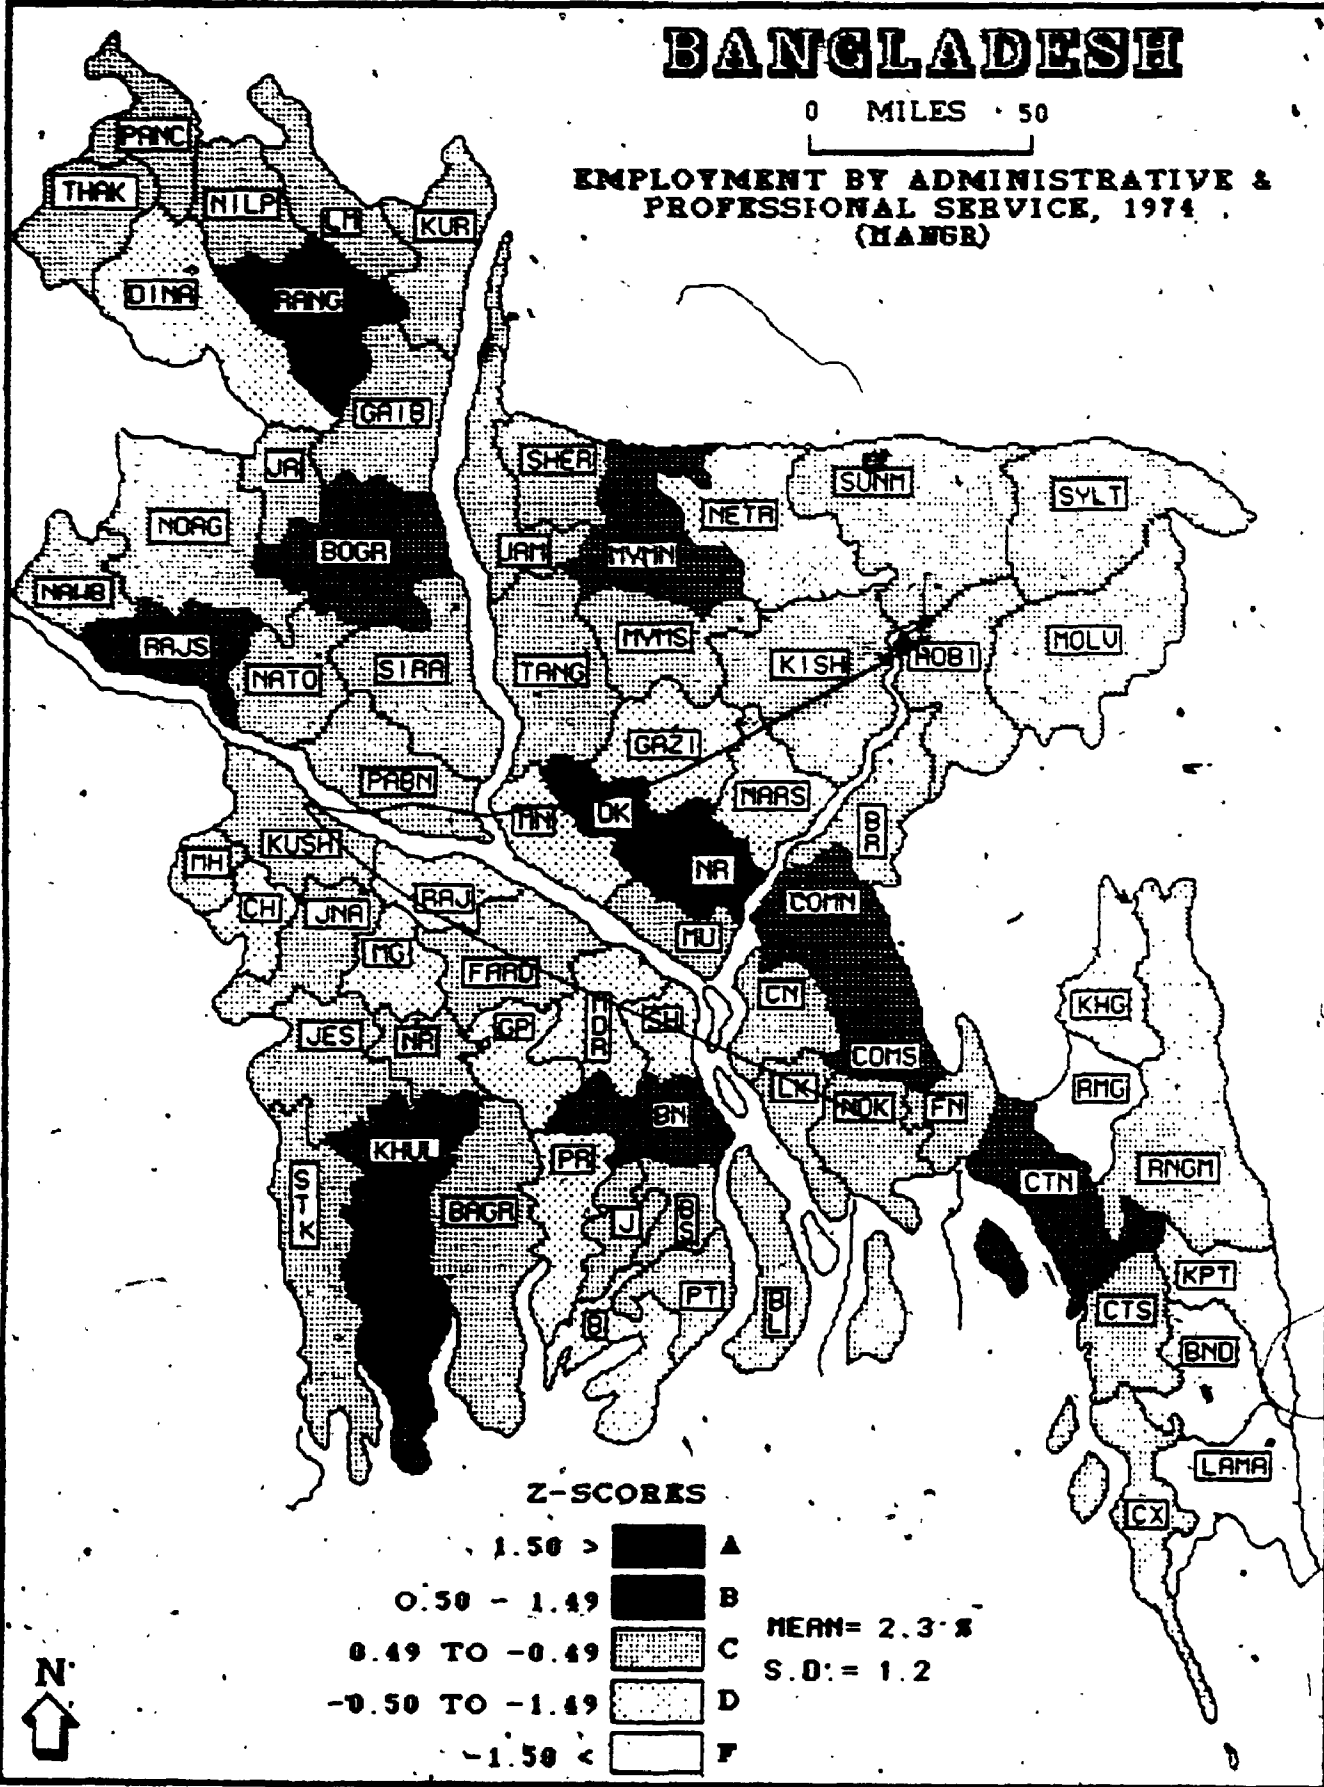 BANGLADESH
0 MILES 50
EMPLOYMENT BY ADMINISTRATIVE &
PROFESSIONAL SERVICE, 1974
(MANGR)
PANC
THAK
NILP
LM
KUR
DINA
RANG
GAIB
JA
SHER
SUNM
SYLT
NOAG
NETR
BOGR
JAM
MYMN
NAWB
RAJS
MYMS
MOLV
NATO
SIRA
TANG
KISH
AOBI
GAZI
PABN
MN
DK
NARS
BR
KUSH
MH
NR
CH
JNA
RAJ
COMN
MU
MG
FARD
CN
KHG
GP
MDR
SH
JES
NR
COMS
LK
NOK
FN
RMG
BN
KHUL
PR
CTN
RNGM
STK
BAGR
J
BS
KPT
PT
BL
CTS
B
BND
LAMA
CX
Z-SCORES
1.50 > A
0.50 - 1.49 B
0.49 TO -0.49 C
-0.50 TO -1.49 D
-1.50 < F
MEAN= 2.3 %
S.D.= 1.2
N